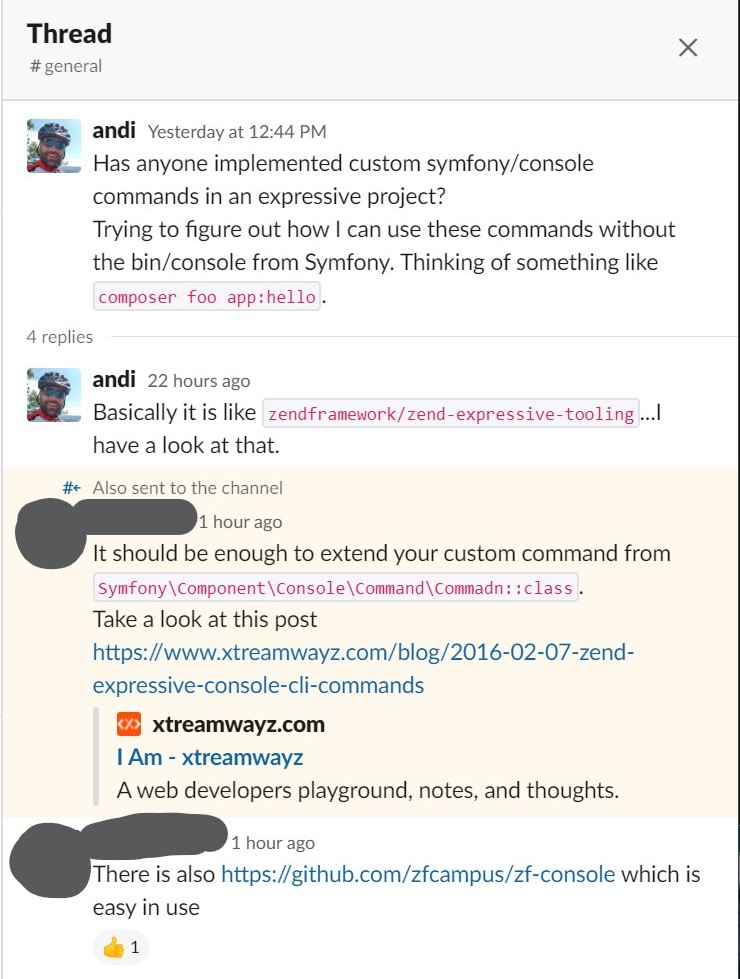 Thread
# general
andi Yesterday at 12:44 PM
Has anyone implemented custom symfony/console
commands in an expressive project?
Trying to figure out how I can use these commands without
the bin/console from Symfony. Thinking of something like
composer foo app:hello.
4 replies
andi 22 hours ago
Basically it is like zendframework/zend-expressive-tooling...I
have a look at that.
Also sent to the channel
1 hour ago
It should be enough to extend your custom command from
Symfony\Component\Console\Command\Commadn::class.
Take a look at this post
https://www.xtreamwayz.com/blog/2016-02-07-zend-
expressive-console-cli-commands
xtreamwayz.com
I Am - xtreamwayz
A web developers playground, notes, and thoughts.
1 hour ago
There is also https://github.com/zfcampus/zf-console which is
easy in use
👍 1